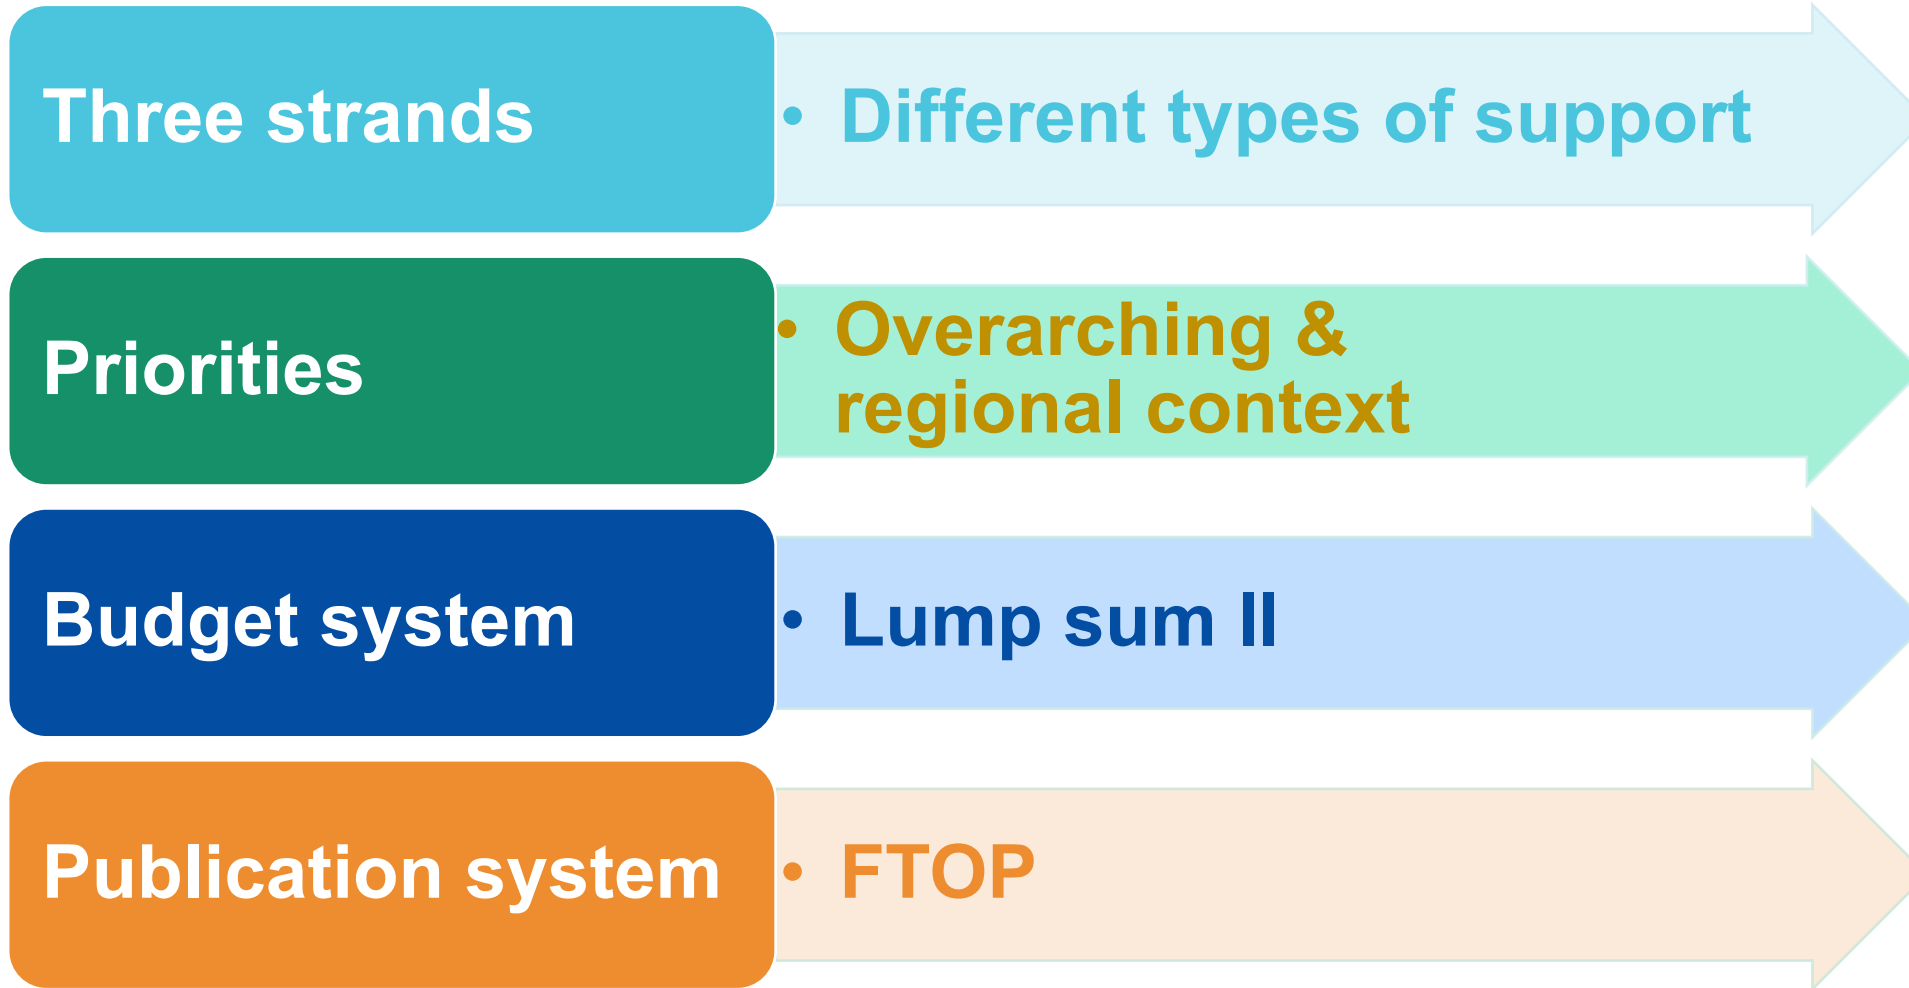 Three strands
• Different types of support
Priorities
• Overarching &
regional context
Budget system
• Lump sum II
Publication system
• FTOP